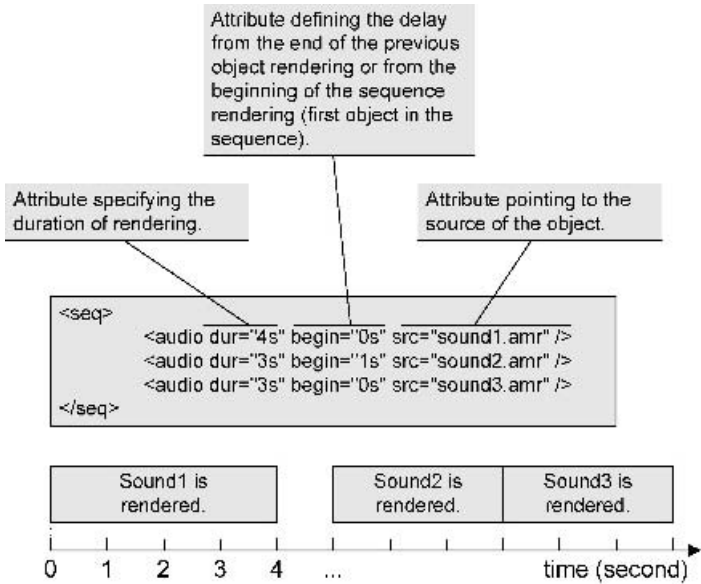 Attribute defining the delay
from the end of the previous
object rendering or from the
beginning of the sequence
rendering (first object in the
sequence).
Attribute specifying the
duration of rendering.
Attribute pointing to the
source of the object.
<seq>
<audio dur="4s" begin="0s" src="sound1.amr" />
<audio dur="3s" begin="1s" src="sound2.amr" />
<audio dur="3s" begin="0s" src="sound3.amr" />
</seq>
Sound1 is
rendered.
Sound2 is
rendered.
Sound3 is
rendered.
0 1 2 3 4 ... time (second)